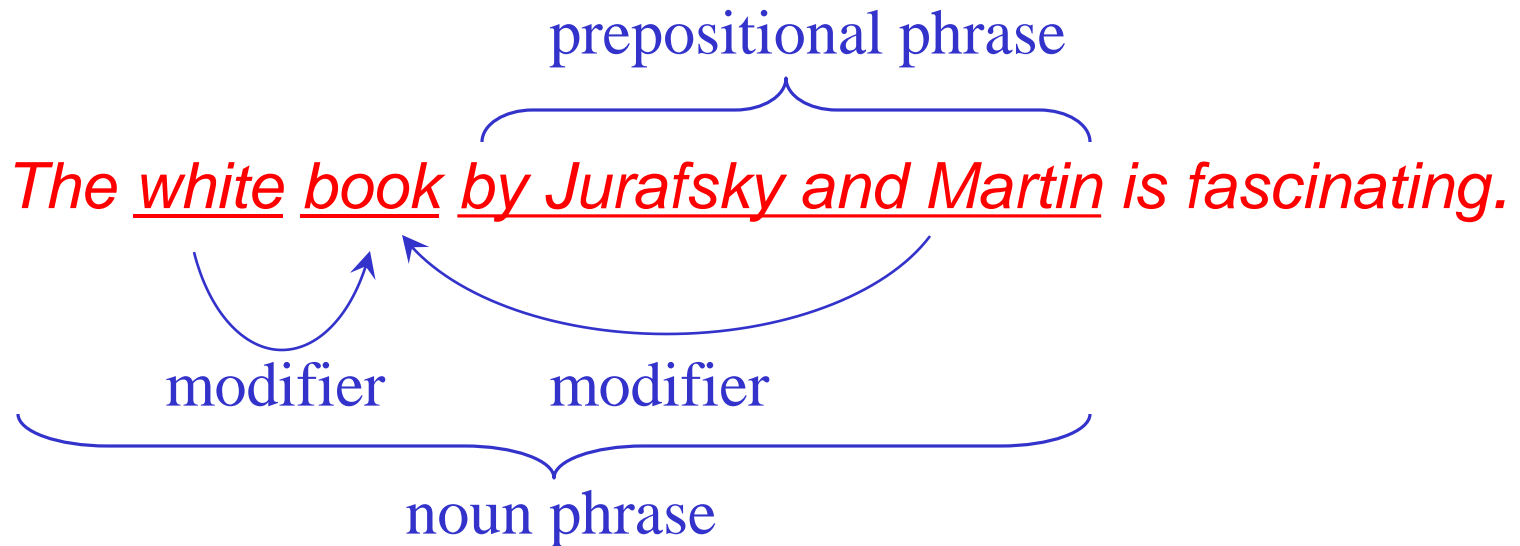 prepositional phrase
The white book by Jurafsky and Martin is fascinating.
modifier modifier
noun phrase